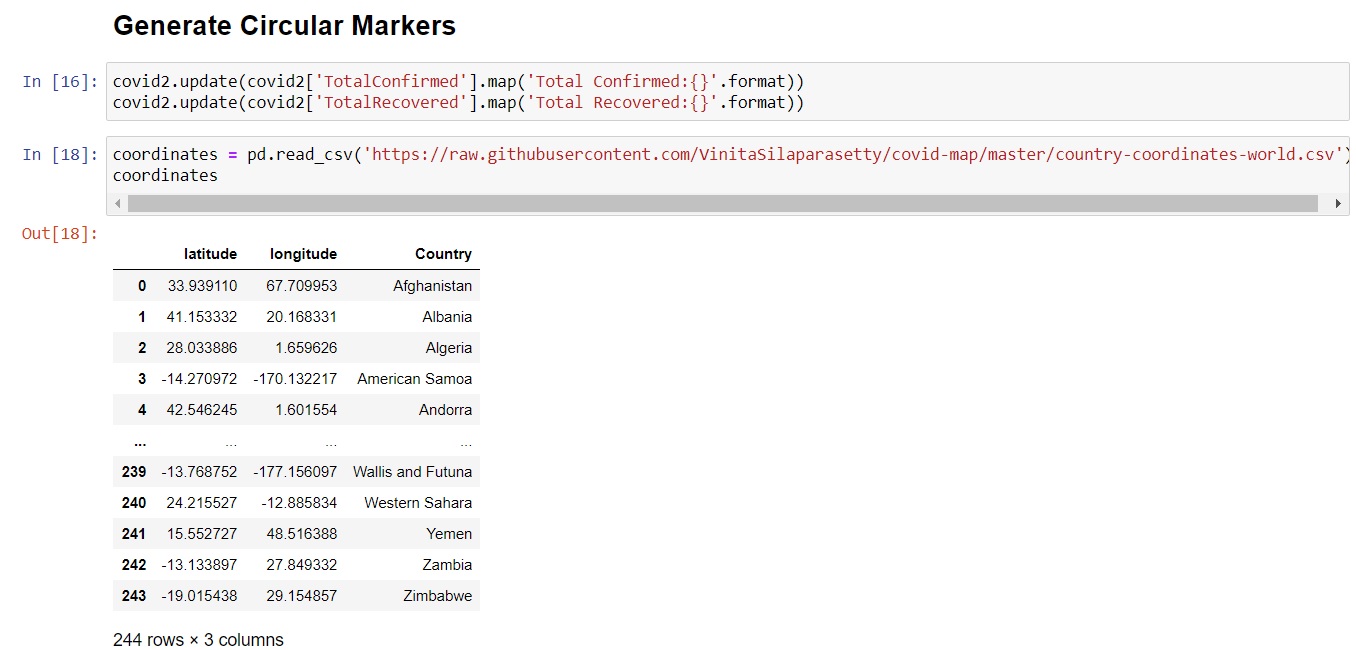 Generate Circular Markers
In [16]: covid2.update(covid2['TotalConfirmed'].map('Total Confirmed:{}'.format))
covid2.update(covid2['TotalRecovered'].map('Total Recovered:{}'.format))
In [18]: coordinates = pd.read_csv('https://raw.githubusercontent.com/VinitaSilaparasetty/covid-map/master/country-coordinates-world.csv')
coordinates
Out[18]:
latitude longitude Country
0 33.939110 67.709953 Afghanistan
1 41.153332 20.168331 Albania
2 28.033886 1.659626 Algeria
3 -14.270972 -170.132217 American Samoa
4 42.546245 1.601554 Andorra
... ... ... ...
239 -13.768752 -177.156097 Wallis and Futuna
240 24.215527 -12.885834 Western Sahara
241 15.552727 48.516388 Yemen
242 -13.133897 27.849332 Zambia
243 -19.015438 29.154857 Zimbabwe
244 rows × 3 columns